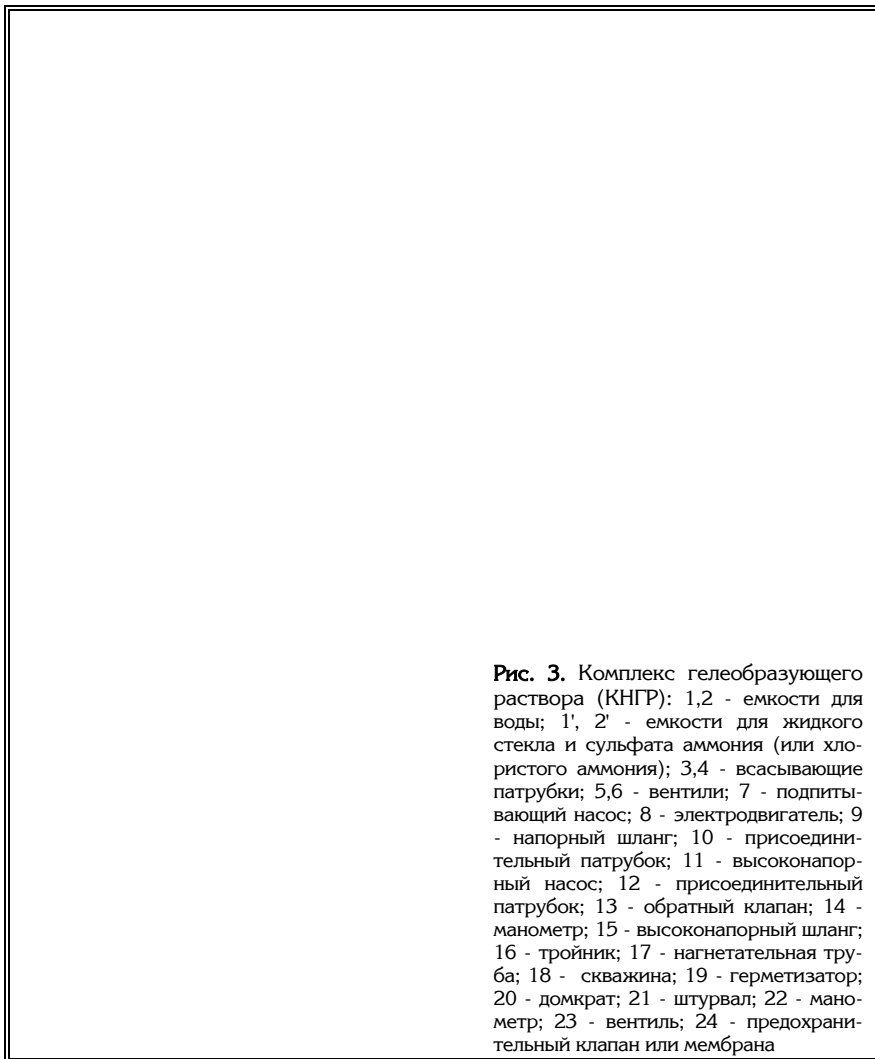 Рис. 3. Комплекс гелеобразующего
раствора (КНГР): 1,2 - емкости для
воды; 1', 2' - емкости для жидкого
стекла и сульфата аммония (или хло-
ристого аммония); 3,4 - всасывающие
патрубки; 5,6 - вентили; 7 - подпиты-
вающий насос; 8 - электродвигатель; 9
- напорный шланг; 10 - присоедини-
тельный патрубок; 11 - высоконапор-
ный насос; 12 - присоединительный
патрубок; 13 - обратный клапан; 14 -
манометр; 15 - высоконапорный шланг;
16 - тройник; 17 - нагнетательная тру-
ба; 18 - скважина; 19 - герметизатор;
20 - домкрат; 21 - штурвал; 22 - мано-
метр; 23 - вентиль; 24 - предохрани-
тельный клапан или мембрана